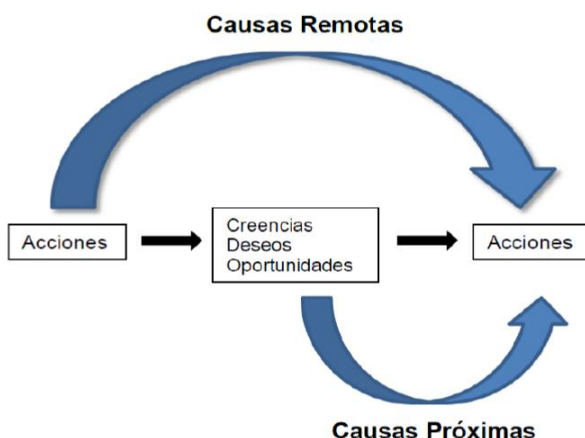 Causas Remotas
Acciones
Creencias
Deseos
Oportunidades
Acciones
Causas Próximas